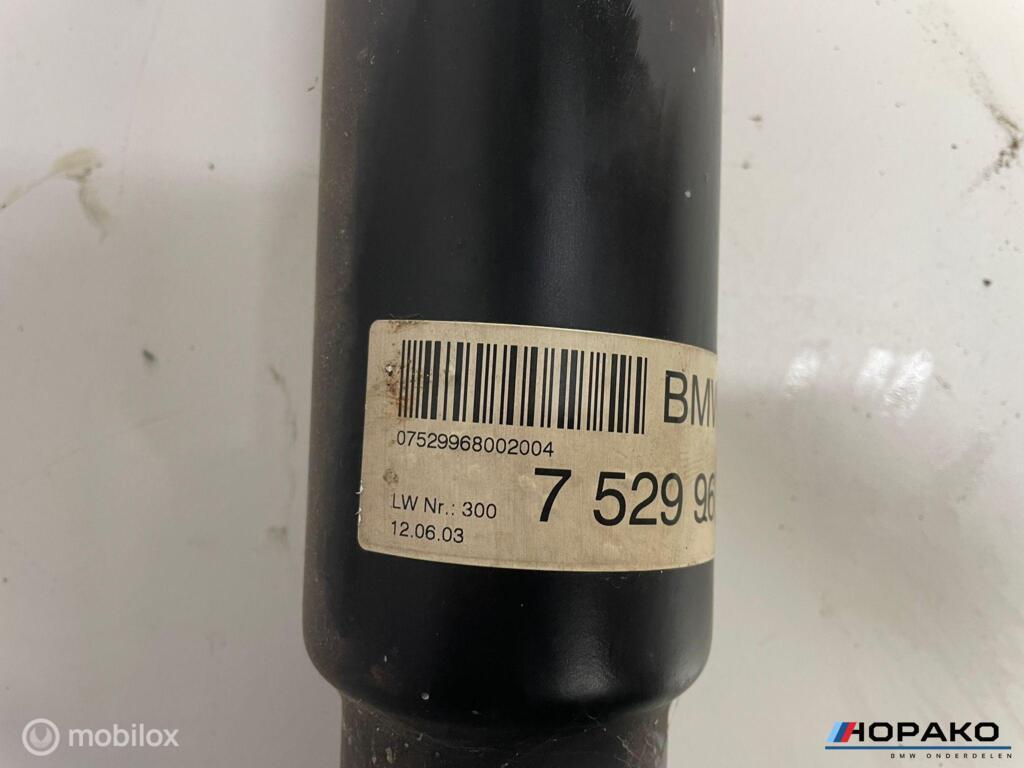 BMW
07529968002004
7 529 96
LW Nr.: 300
12.06.03
mobilox
HOPAKO
BMW ONDERDELEN